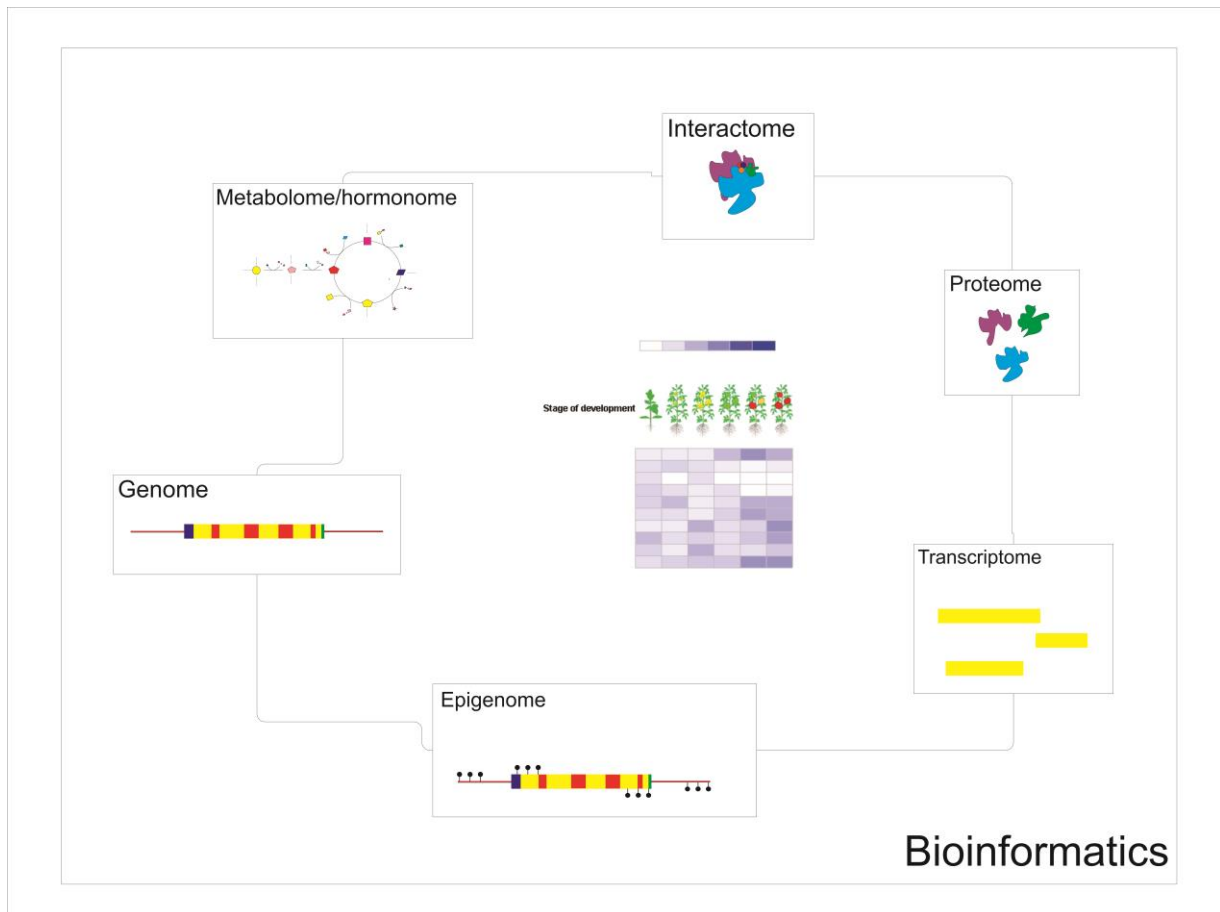 Interactome
Metabolome/hormonome
Proteome
Stage of development
Genome
Transcriptome
Epigenome
Bioinformatics